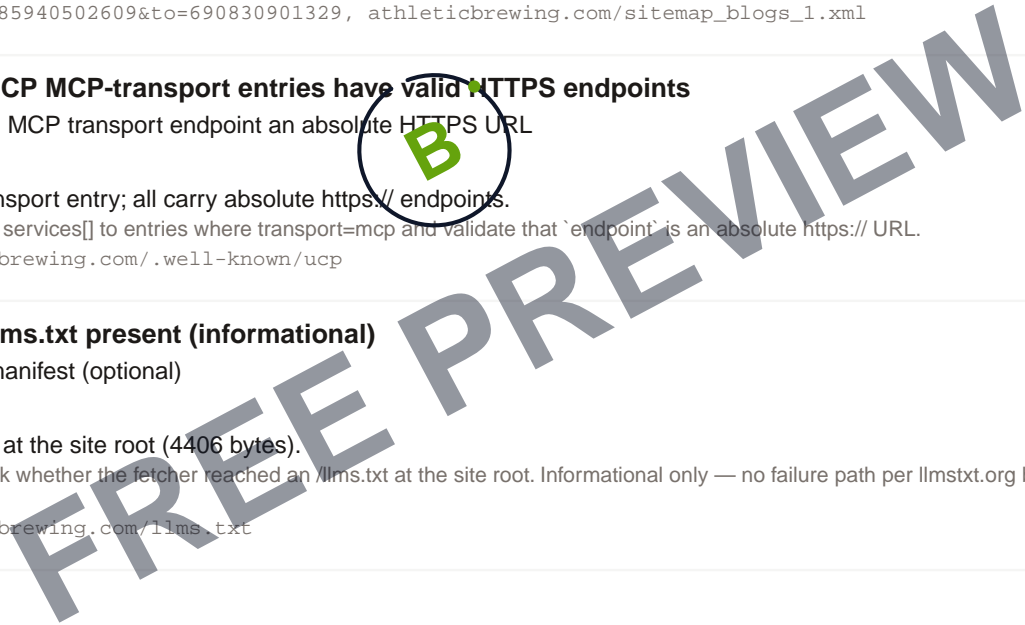 85940502609&to=690830901329, athleticbrewing.com/sitemap_blogs_1.xml
CP MCP-transport entries have valid HTTPS endpoints
MCP transport endpoint an absolute HTTPS URL
B
nsport entry; all carry absolute https:// endpoints.
services[] to entries where transport=mcp and validate that `endpoint` is an absolute https:// URL.
brewing.com/.well-known/ucp
lms.txt present (informational)
manifest (optional)
at the site root (4406 bytes).
k whether the fetcher reached an /llms.txt at the site root. Informational only — no failure path per llmstxt.org
brewing.com/llms.txt
FREE PREVIEW